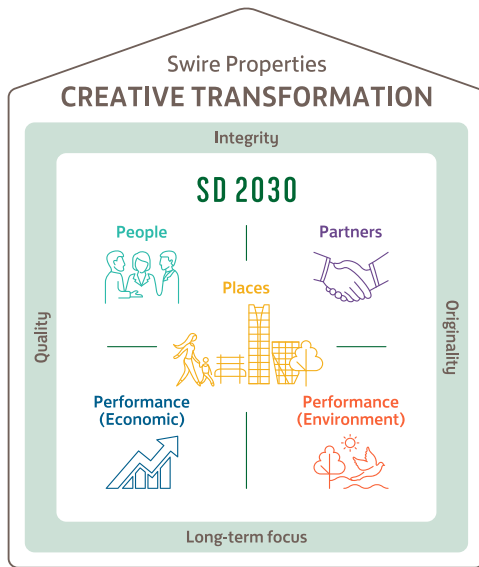 Swire Properties
CREATIVE TRANSFORMATION
Integrity
SD 2030
People
Partners
Places
Quality
Originality
Performance
(Economic)
Performance
(Environment)
Long-term focus